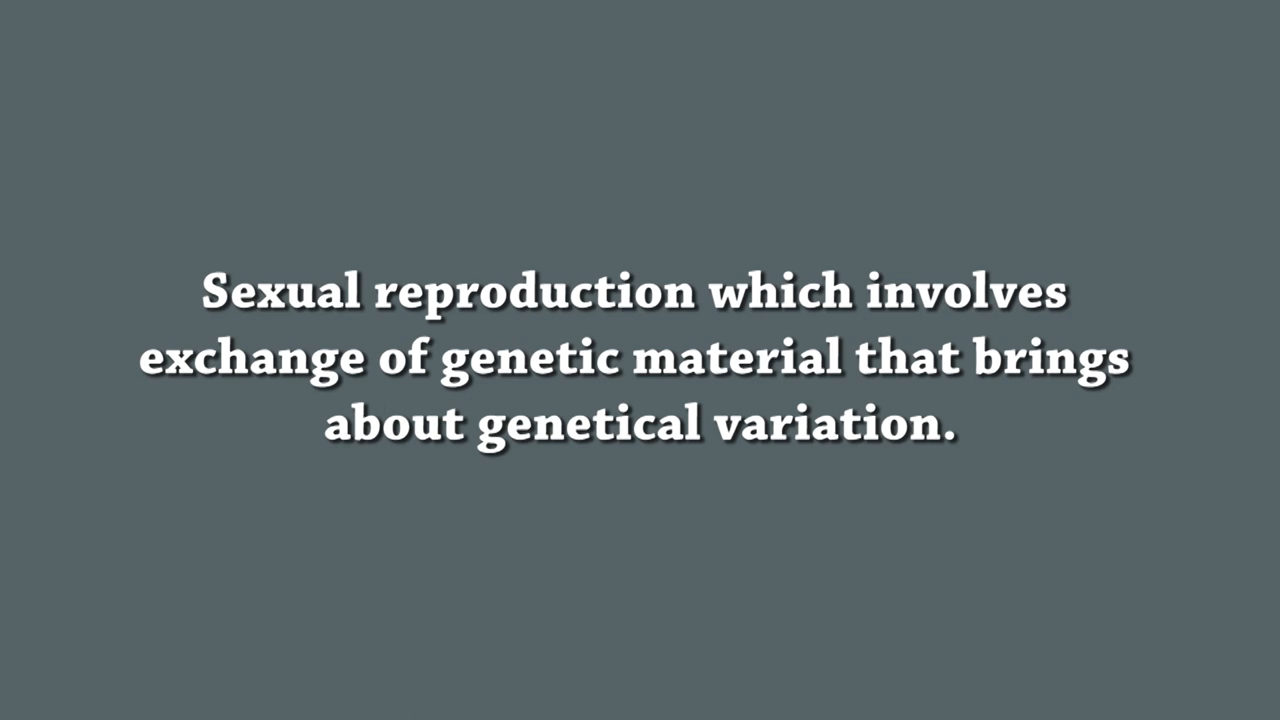 Sexual reproduction which involves
exchange of genetic material that brings
about genetical variation.